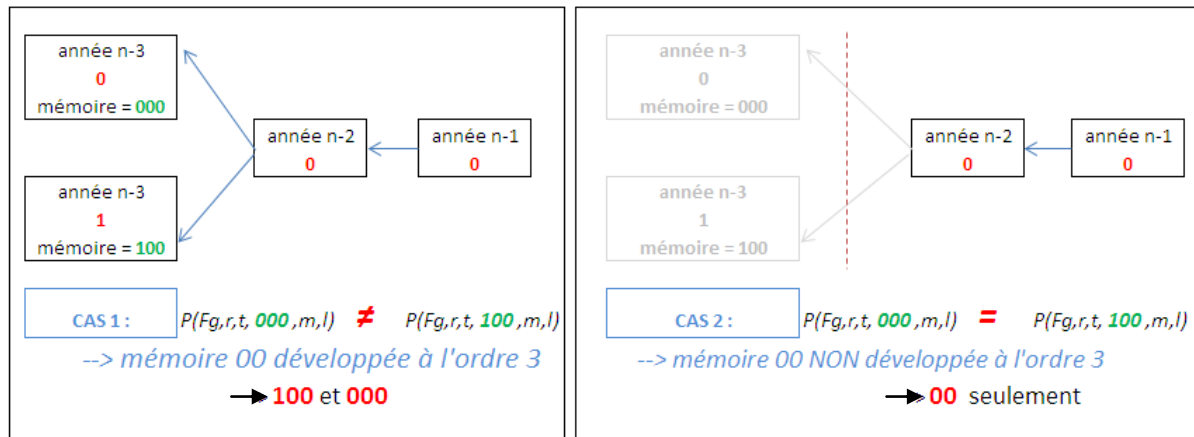 année n-3
0
mémoire = 000
année n-2
0
année n-1
0
année n-3
1
mémoire = 100
CAS 1 :
P(Fg,r,t, 000 ,m,l) ≠ P(Fg,r,t, 100 ,m,l)
--> mémoire 00 développée à l'ordre 3
→ 100 et 000
année n-3
0
mémoire = 000
année n-2
0
année n-1
0
année n-3
1
mémoire = 100
CAS 2 :
P(Fg,r,t, 000 ,m,l) = P(Fg,r,t, 100 ,m,l)
--> mémoire 00 NON développée à l'ordre 3
→ 00 seulement